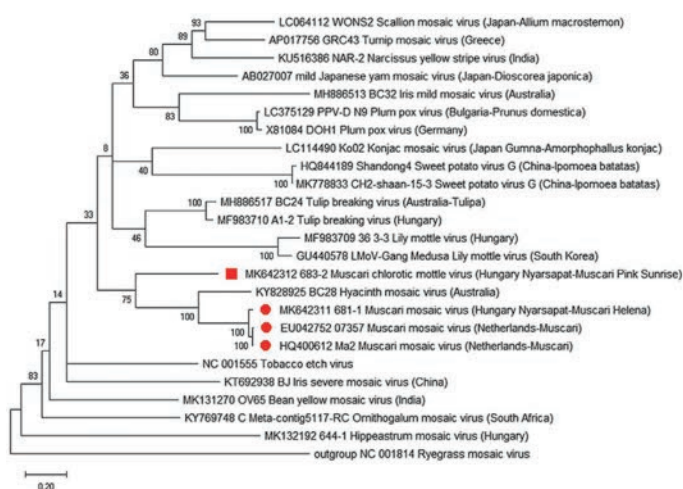 93
LC064112 WONS2 Scallion mosaic virus (Japan-Allium macrostemon)
89
AP017756 GRC43 Turnip mosaic virus (Greece)
80
KU516386 NAR-2 Narcissus yellow stripe virus (India)
36
AB027007 mild Japanese yam mosaic virus (Japan-Dioscorea japonica)
MH886513 BC32 Iris mild mosaic virus (Australia)
83
LC375129 PPV-D N9 Plum pox virus (Bulgaria-Prunus domestica)
100
X81084 DOH1 Plum pox virus (Germany)
8
LC114490 Ko02 Konjac mosaic virus (Japan Gumna-Amorphophallus konjac)
40
HQ844189 Shandong4 Sweet potato virus G (China-Ipomoea batatas)
100
MK778833 CH2-shaan-15-3 Sweet potato virus G (China-Ipomoea batatas)
100
MH886517 BC24 Tulip breaking virus (Australia-Tulipa)
33
MF983710 A1-2 Tulip breaking virus (Hungary)
46
MF983709 36 3-3 Lily mottle virus (Hungary)
100
GU440578 LMoV-Gang Medusa Lily mottle virus (South Korea)
MK642312 683-2 Muscari chlorotic mottle virus (Hungary Nyarsapat-Muscari Pink Sunrise)
75
KY828925 BC28 Hyacinth mosaic virus (Australia)
14
100
MK642311 681-1 Muscari mosaic virus (Hungary Nyarsapat-Muscari Helena)
100
EU042752 07357 Muscari mosaic virus (Netherlands-Muscari)
100
HQ400612 Ma2 Muscari mosaic virus (Netherlands-Muscari)
17
NC 001555 Tobacco etch virus
KT692938 BJ Iris severe mosaic virus (China)
83
MK131270 OV65 Bean yellow mosaic virus (India)
KY769748 C Meta-contig5117-RC Ornithogalum mosaic virus (South Africa)
MK132192 644-1 Hippeastrum mosaic virus (Hungary)
outgroup NC 001814 Ryegrass mosaic virus
0.20